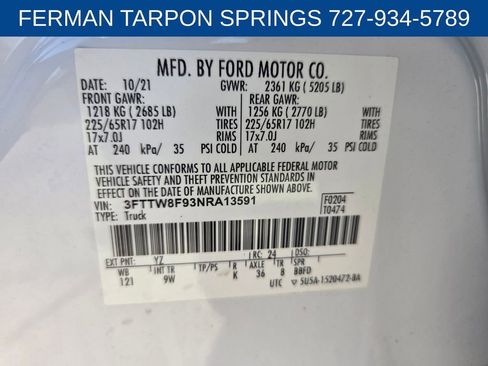 FERMAN TARPON SPRINGS 727-934-5789
MFD. BY FORD MOTOR CO.
DATE: 10/21 GVWR: 2361 KG ( 5205 LB)
FRONT GAWR: REAR GAWR:
1218 KG ( 2685 LB) 1256 KG ( 2770 LB)
225/65R17 102H TIRES 225/65R17 102H TIRES
17x7.0J RIMS 17x7.0J RIMS
AT 240 kPa/ 35 PSI COLD AT 240 kPa/ 35 PSI COLD
THIS VEHICLE CONFORMS TO ALL APPLICABLE FEDERAL MOTOR
VEHICLE SAFETY, BUMPER, AND THEFT PREVENTION STANDARDS IN
EFFECT ON THE DATE OF MANUFACTURE SHOWN ABOVE.
VIN: 3FTTW8F93NRA13591 F0204
TYPE: Truck T0474
EXT PNT: YZ RC: 24
WB INT TR TP/PS R AXLE TR SPR
121 9W K 36 8 BBFD
UTC 5U5A-1520472-BA